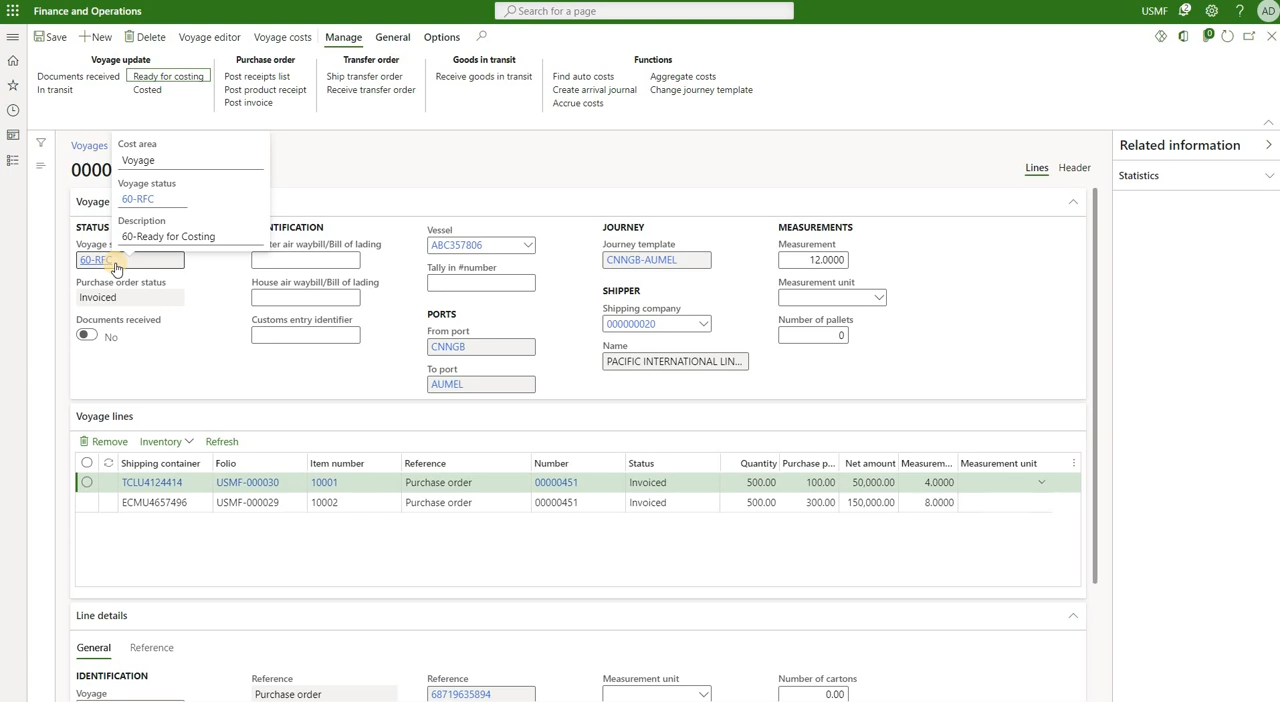 Finance and Operations
Search for a page
USMF
2
AD
Save
New
Delete
Voyage editor
Voyage costs
Manage
General
Options
0
Voyage update
Documents received
Ready for costing
In transit
Costed
Purchase order
Post receipts list
Post product receipt
Post invoice
Transfer order
Ship transfer order
Receive transfer order
Goods in transit
Receive goods in transit
Functions
Find auto costs
Aggregate costs
Create arrival journal
Change journey template
Accrue costs
Voyages
0000
Cost area
Voyage
Voyage status
60-RFC
Description
60-Ready for Costing
Lines
Header
Related information
Statistics
Voyage
STATUS
Voyage s
60-RFC
Purchase order status
Invoiced
Documents received
No
NTIFICATION
ter air waybill/Bill of lading
House air waybill/Bill of lading
Customs entry identifier
Vessel
ABC357806
Tally in #number
PORTS
From port
CNNGB
To port
AUMEL
JOURNEY
Journey template
CNNGB-AUMEL
SHIPPER
Shipping company
000000020
Name
PACIFIC INTERNATIONAL LIN...
MEASUREMENTS
Measurement
12.0000
Measurement unit
Number of pallets
0
Voyage lines
Remove
Inventory
Refresh
Shipping container Folio Item number Reference Number Status Quantity Purchase p... Net amount Measurem... Measurement unit
TCLU4124414 USMF-000030 10001 Purchase order 00000451 Invoiced 500.00 100.00 50,000.00 4.0000
ECMU4657496 USMF-000029 10002 Purchase order 00000451 Invoiced 500.00 300.00 150,000.00 8.0000
Line details
General
Reference
IDENTIFICATION
Voyage
Reference
Purchase order
Reference
68719635894
Measurement unit
Number of cartons
0.00